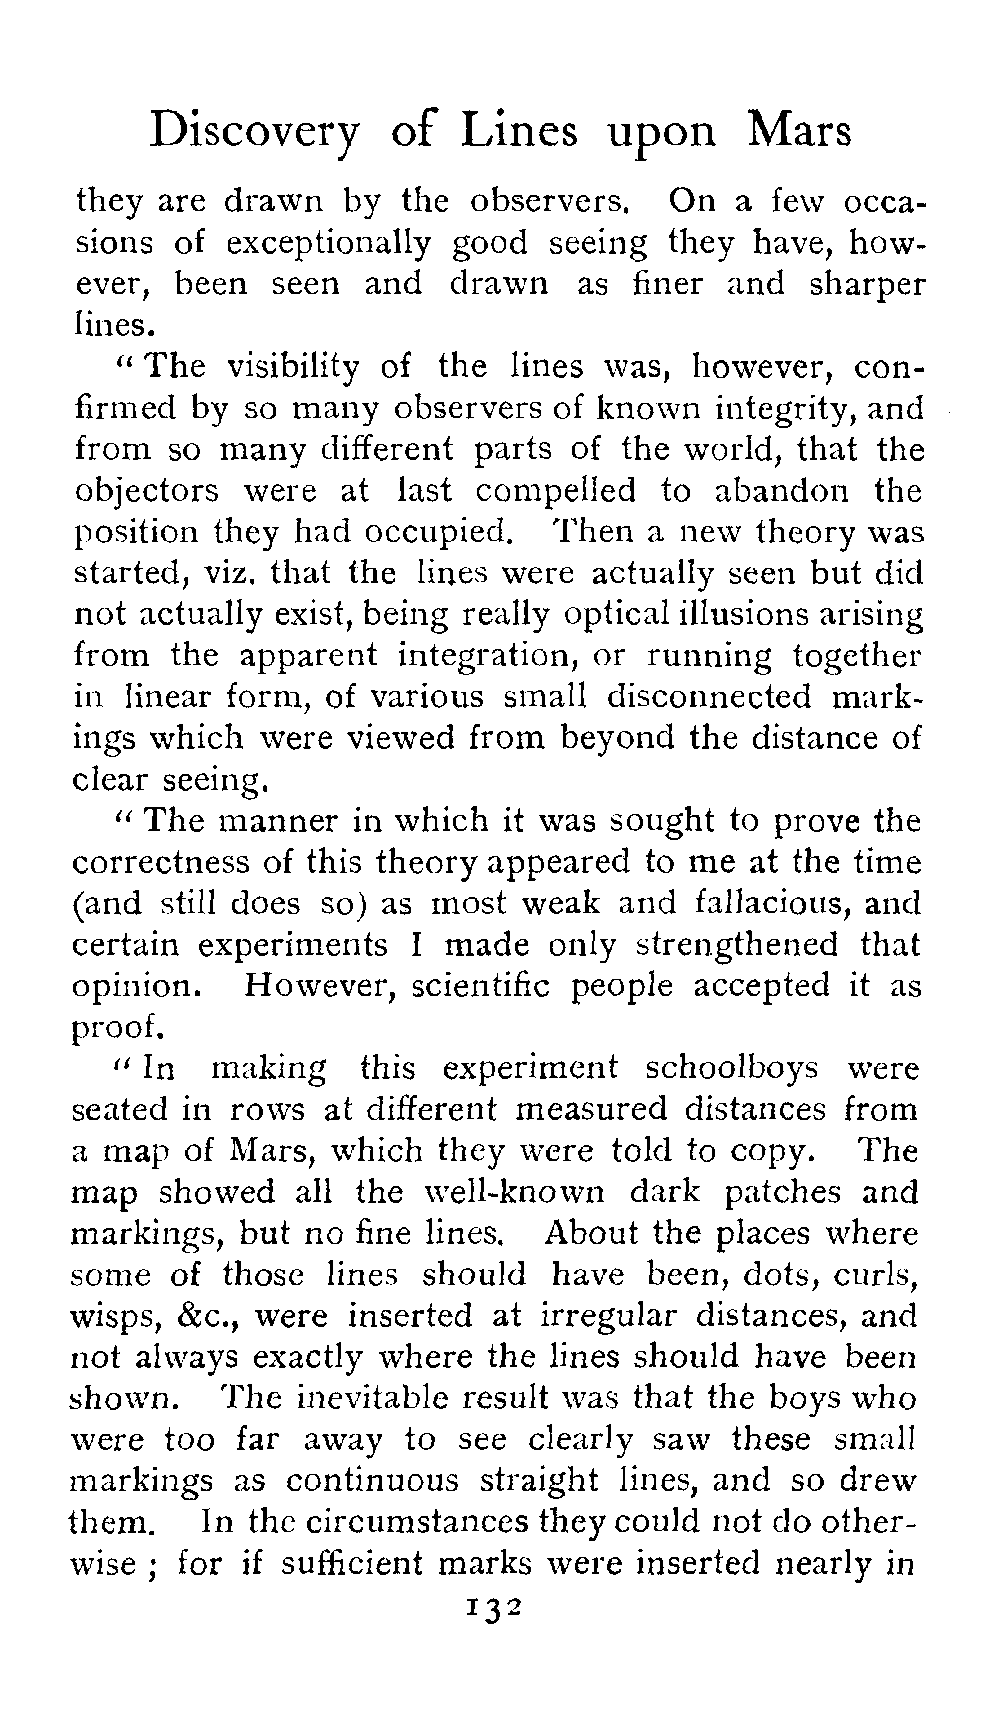 Discovery of Lines upon Mars
they are drawn by the observers. On a few occa-
sions of exceptionally good seeing they have, how-
ever, been seen and drawn as finer and sharper
lines.
“ The visibility of the lines was, however, con-
firmed by so many observers of known integrity, and
from so many different parts of the world, that the
objectors were at last compelled to abandon the
position they had occupied. Then a new theory was
started, viz. that the lines were actually seen but did
not actually exist, being really optical illusions arising
from the apparent integration, or running together
in linear form, of various small disconnected mark-
ings which were viewed from beyond the distance of
clear seeing.
“ The manner in which it was sought to prove the
correctness of this theory appeared to me at the time
(and still does so) as most weak and fallacious, and
certain experiments I made only strengthened that
opinion. However, scientific people accepted it as
proof.
“ In making this experiment schoolboys were
seated in rows at different measured distances from
a map of Mars, which they were told to copy. The
map showed all the well-known dark patches and
markings, but no fine lines. About the places where
some of those lines should have been, dots, curls,
wisps, &c., were inserted at irregular distances, and
not always exactly where the lines should have been
shown. The inevitable result was that the boys who
were too far away to see clearly saw these small
markings as continuous straight lines, and so drew
them. In the circumstances they could not do other-
wise ; for if sufficient marks were inserted nearly in
132